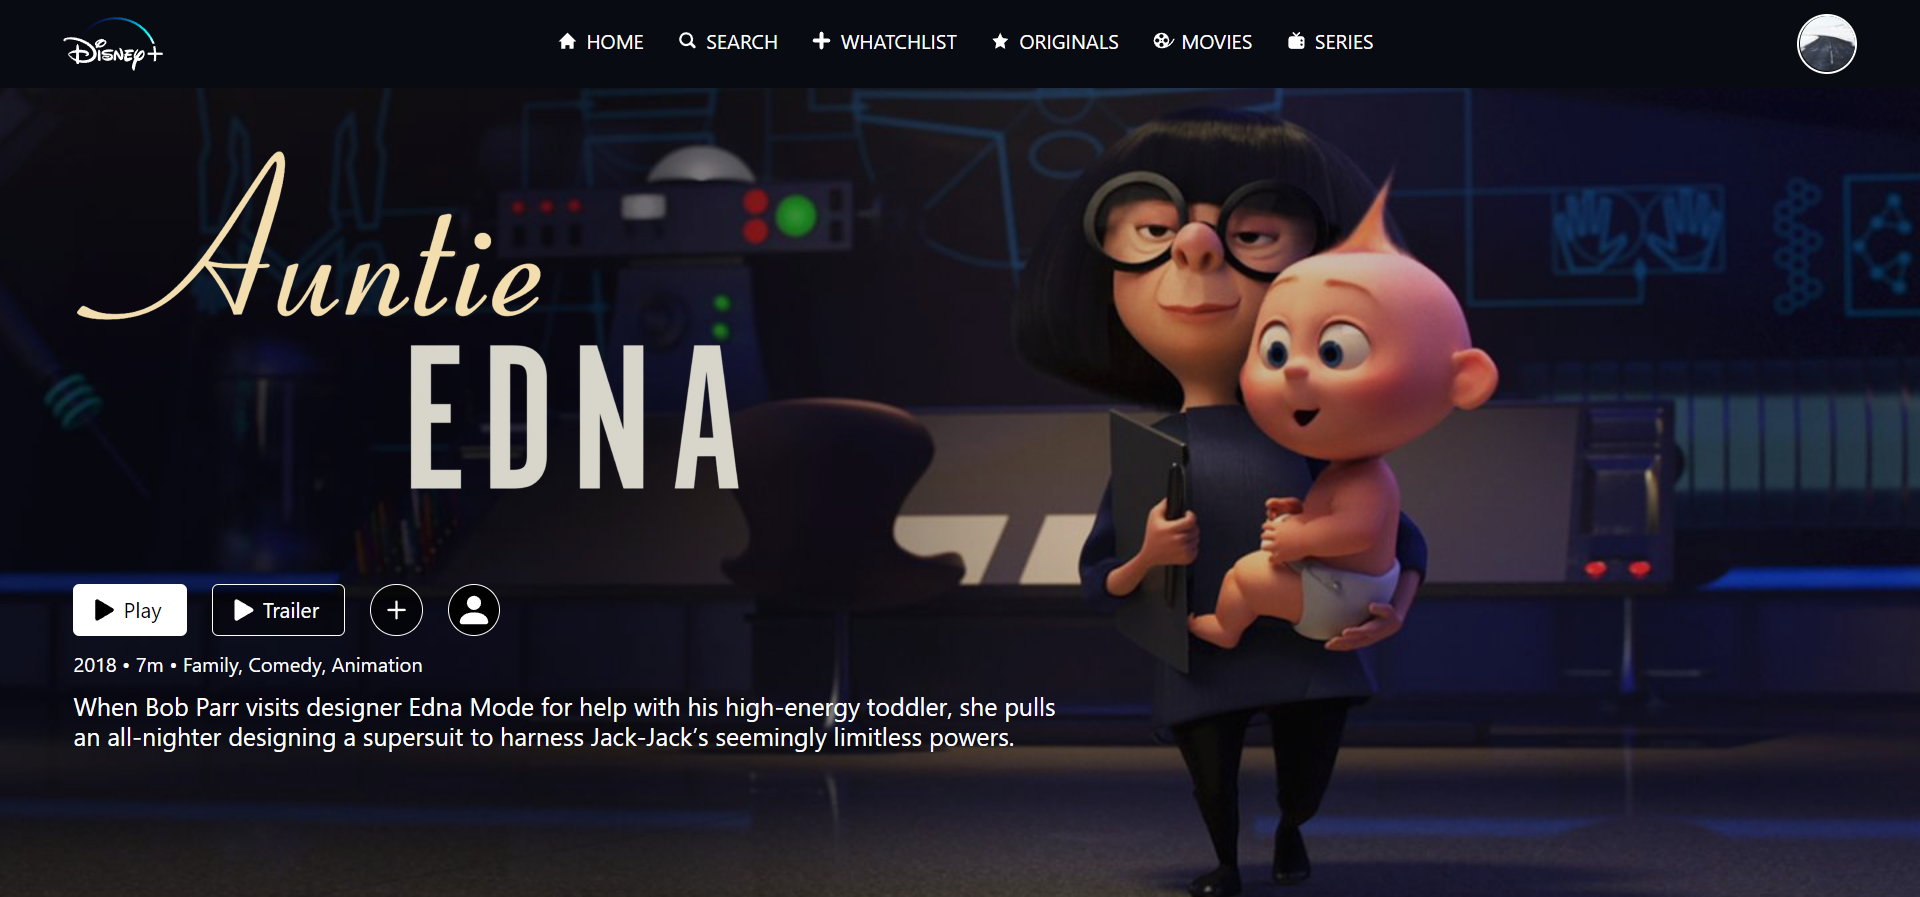 Disney+
HOME
SEARCH
WHATCHLIST
ORIGINALS
MOVIES
SERIES
Auntie
EDNA
Play
Trailer
2018 • 7m • Family, Comedy, Animation
When Bob Parr visits designer Edna Mode for help with his high-energy toddler, she pulls
an all-nighter designing a supersuit to harness Jack-Jack’s seemingly limitless powers.